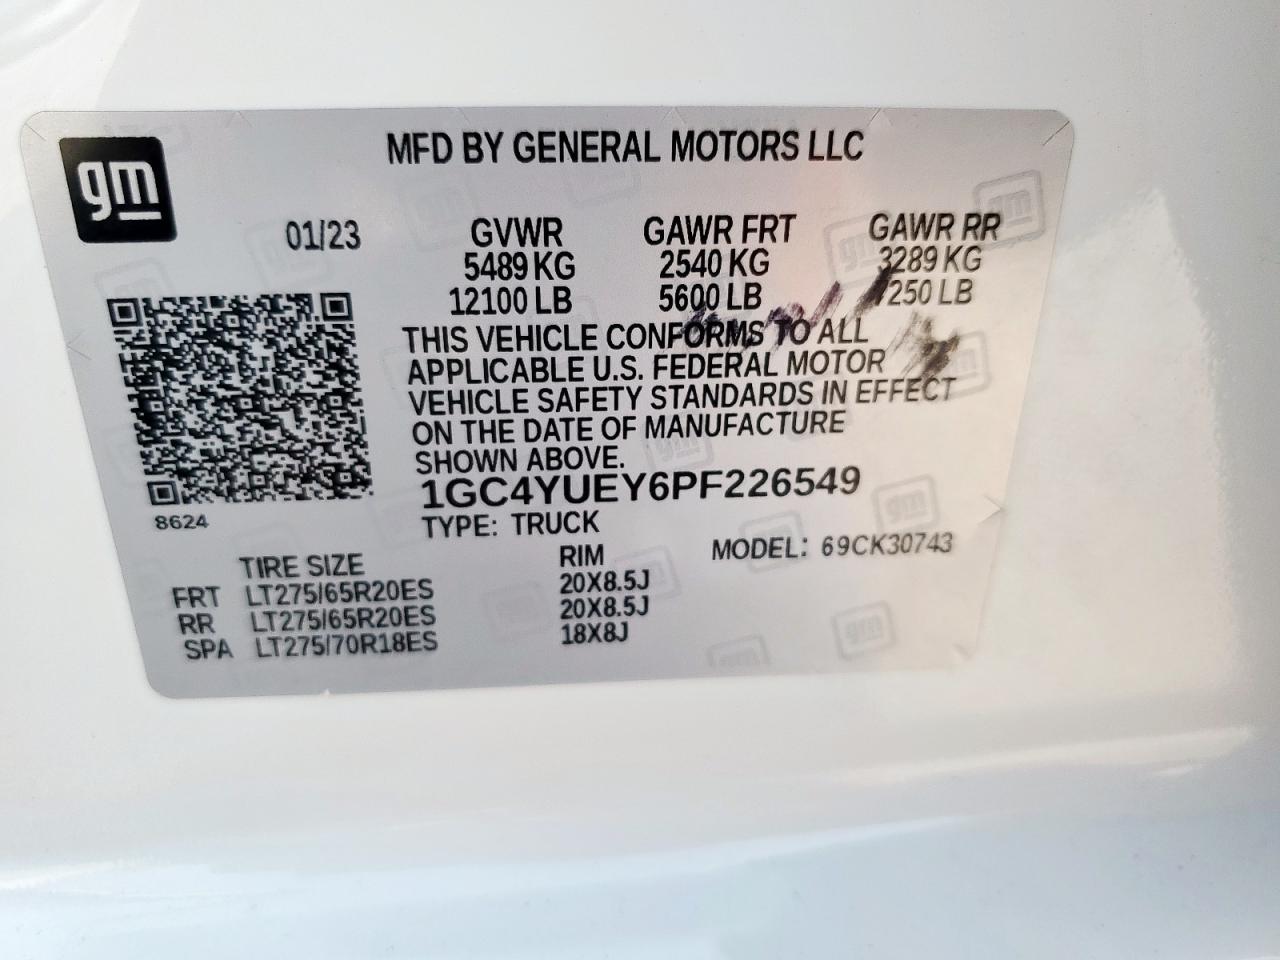 MFD BY GENERAL MOTORS LLC
gm
01/23 GVWR GAWR FRT GAWR RR
5489 KG 2540 KG 3289 KG
12100 LB 5600 LB 7250 LB
THIS VEHICLE CONFORMS TO ALL
APPLICABLE U.S. FEDERAL MOTOR
VEHICLE SAFETY STANDARDS IN EFFECT
ON THE DATE OF MANUFACTURE
SHOWN ABOVE.
1GC4YUEY6PF226549
8624
TYPE: TRUCK
MODEL: 69CK30743
TIRE SIZE RIM
FRT LT275/65R20ES 20X8.5J
RR LT275/65R20ES 20X8.5J
SPA LT275/70R18ES 18X8J